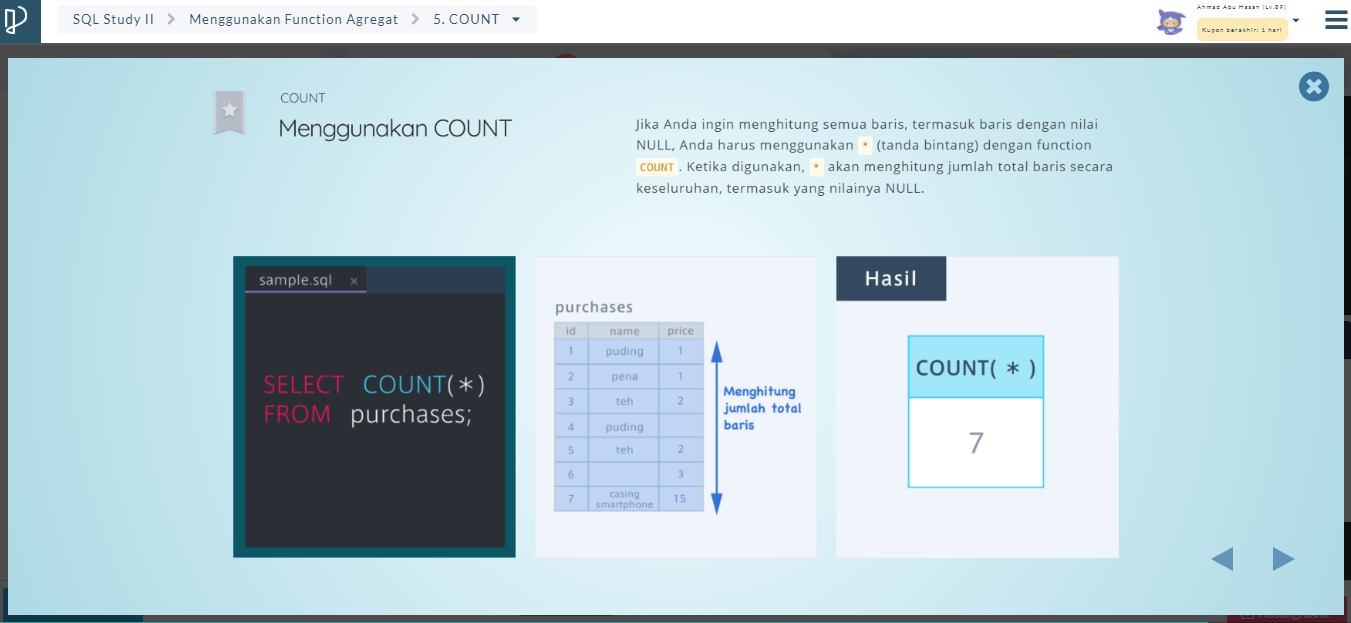 SQL Study II > Menggunakan Function Agregat > 5. COUNT
Ahmad Abu Hasan (Lv.89)
Kupon berakhir: 1 hari
COUNT
Menggunakan COUNT
Jika Anda ingin menghitung semua baris, termasuk baris dengan nilai
NULL, Anda harus menggunakan * (tanda bintang) dengan function
COUNT. Ketika digunakan, * akan menghitung jumlah total baris secara
keseluruhan, termasuk yang nilainya NULL.
sample.sql ×
SELECT COUNT(*)
FROM purchases;
purchases
id name price
1 puding 1
2 pena 1
3 teh 2
4 puding
5 teh 2
6 3
7 casing smartphone 15
Menghitung
jumlah total
baris
Hasil
COUNT( * )
7